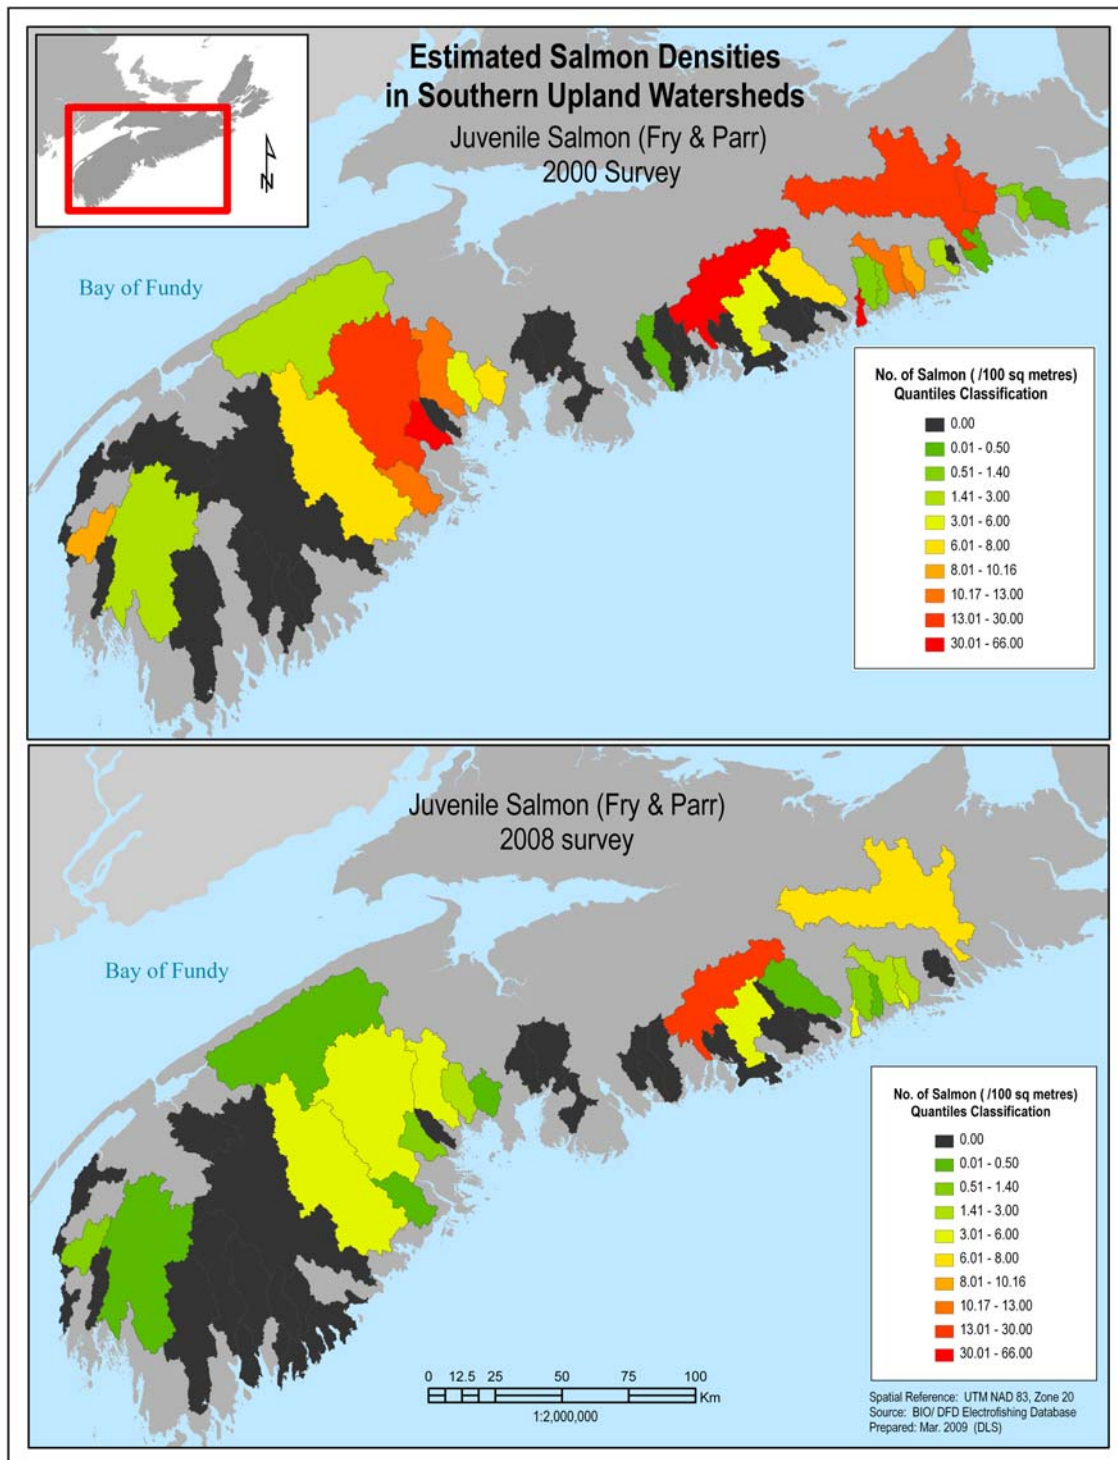 Estimated Salmon Densities
in Southern Upland Watersheds
Juvenile Salmon (Fry & Parr)
2000 Survey
N
Bay of Fundy
No. of Salmon ( /100 sq metres)
Quantiles Classification
0.00
0.01 - 0.50
0.51 - 1.40
1.41 - 3.00
3.01 - 6.00
6.01 - 8.00
8.01 - 10.16
10.17 - 13.00
13.01 - 30.00
30.01 - 66.00
Juvenile Salmon (Fry & Parr)
2008 survey
Bay of Fundy
No. of Salmon ( /100 sq metres)
Quantiles Classification
0.00
0.01 - 0.50
0.51 - 1.40
1.41 - 3.00
3.01 - 6.00
6.01 - 8.00
8.01 - 10.16
10.17 - 13.00
13.01 - 30.00
30.01 - 66.00
0 12.5 25 50 75 100
Km
1:2,000,000
Spatial Reference: UTM NAD 83, Zone 20
Source: BIO/ DFD Electrofishing Database
Prepared: Mar. 2009 (DLS)